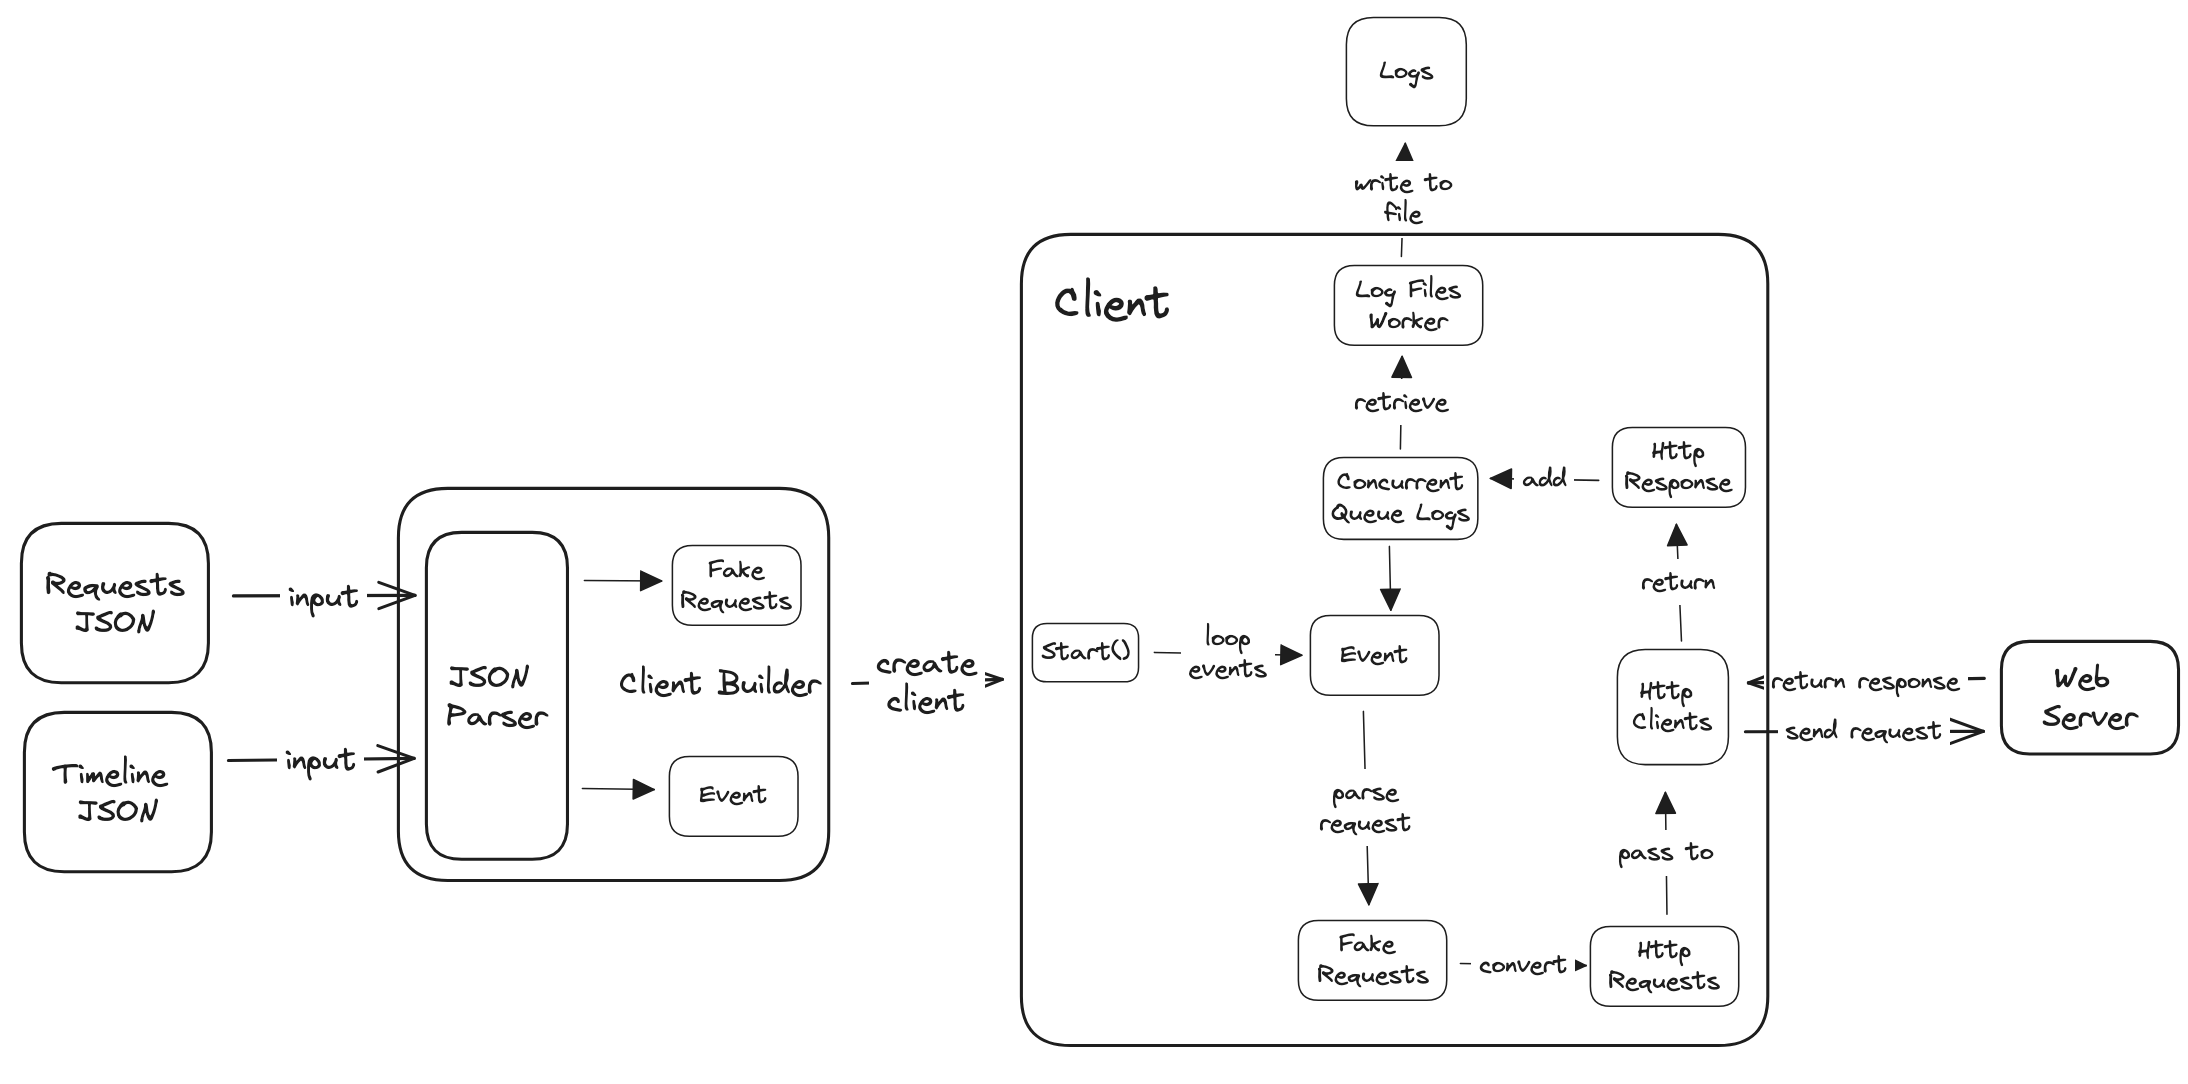 Logs
write to
file
Client
Log Files
Worker
retrieve
Concurrent
Queue Logs
add
Http
Response
return
Requests
JSON
input
Timeline
JSON
input
JSON
Parser
Fake
Requests
Client Builder
Event
create
client
Start()
loop
events
Event
parse
request
Fake
Requests
convert
Http
Requests
pass to
Http
Clients
return response
send request
Web
Server